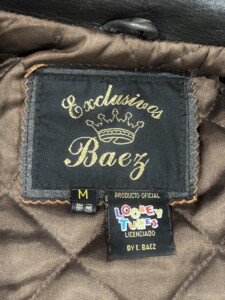 Exclusivos
Baez
M
PRODUCTO OFICIAL
LOONEY
TUNES
LICENCIADO
BY E. BAEZ